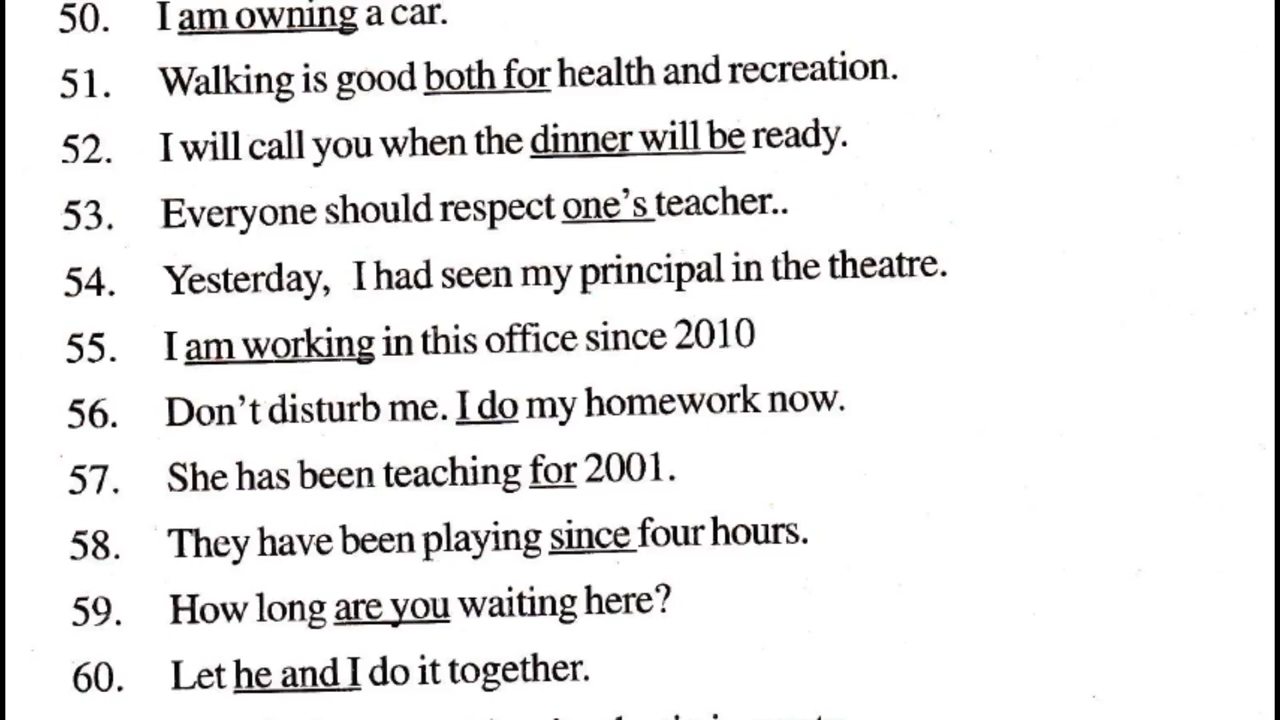 50. I am owning a car.
51. Walking is good both for health and recreation.
52. I will call you when the dinner will be ready.
53. Everyone should respect one's teacher..
54. Yesterday, I had seen my principal in the theatre.
55. I am working in this office since 2010
56. Don't disturb me. I do my homework now.
57. She has been teaching for 2001.
58. They have been playing since four hours.
59. How long are you waiting here?
60. Let he and I do it together.